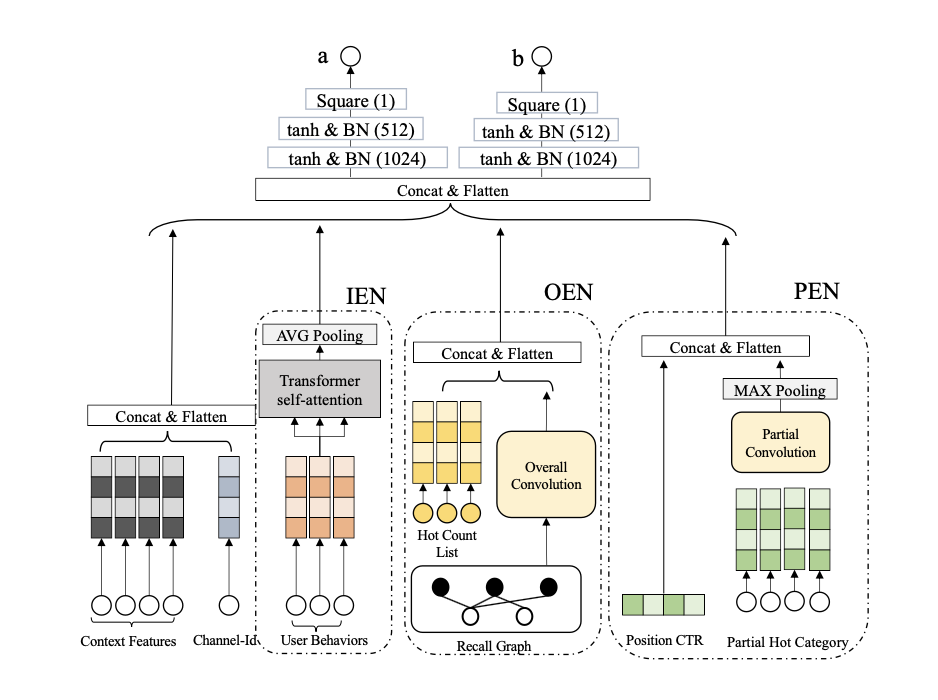 a
b
Square (1)
Square (1)
tanh & BN (512)
tanh & BN (512)
tanh & BN (1024)
tanh & BN (1024)
Concat & Flatten
IEN
OEN
PEN
AVG Pooling
Concat & Flatten
Concat & Flatten
Transformer
self-attention
MAX Pooling
Concat & Flatten
Partial
Convolution
Overall
Convolution
Hot Count
List
Context Features
Channel-Id
User Behaviors
Recall Graph
Position CTR
Partial Hot Category